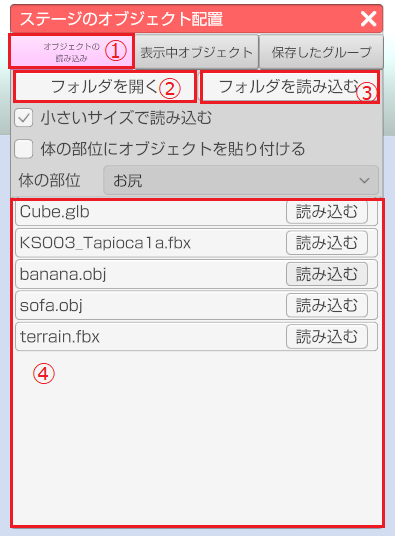 ステージのオブジェクト配置
オブジェクトの
読み込み
①
表示中オブジェクト
保存したグループ
フォルダを開く ②
フォルダを読み込む ③
小さいサイズで読み込む
体の部位にオブジェクトを貼り付ける
体の部位 お尻
Cube.glb 読み込む
KS003_Tapioca1a.fbx 読み込む
banana.obj 読み込む
sofa.obj 読み込む
terrain.fbx 読み込む
④